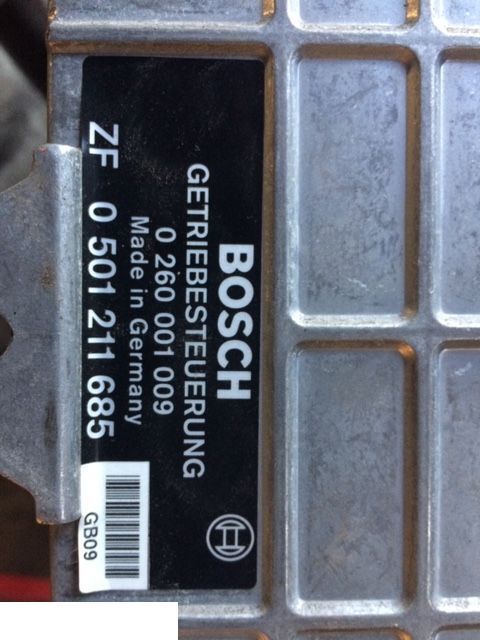 BOSCH
GETRIEBESTEUERUNG
0 260 001 009
Made in Germany
ZF 0 501 211 685
GB09